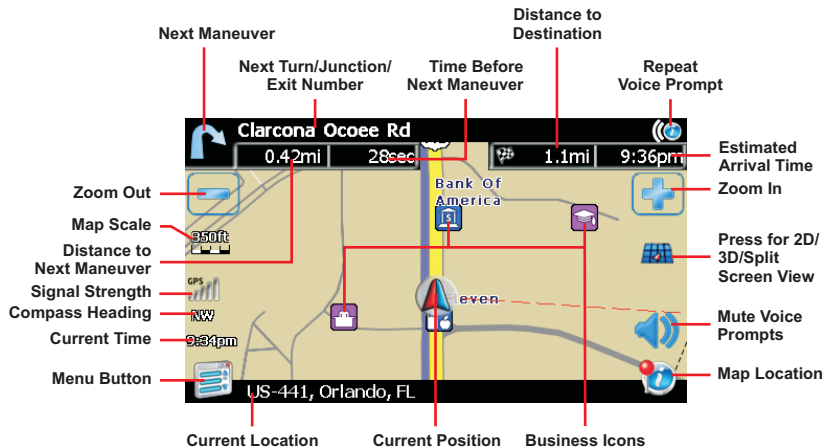 Distance to
Destination
Next Maneuver
Next Turn/Junction/
Exit Number
Time Before
Next Maneuver
Repeat
Voice Prompt
Clarcona Ocoee Rd
0.42mi
28sec
1.1mi
9:36pm
Estimated
Arrival Time
Zoom Out
Zoom In
Bank Of
America
Map Scale
350ft
Distance to
Next Maneuver
Press for 2D/
3D/Split
Screen View
GPS
Signal Strength
Compass Heading
NW
even
Mute Voice
Prompts
Current Time
9:34pm
Menu Button
US-441, Orlando, FL
Map Location
Current Location
Current Position
Business Icons